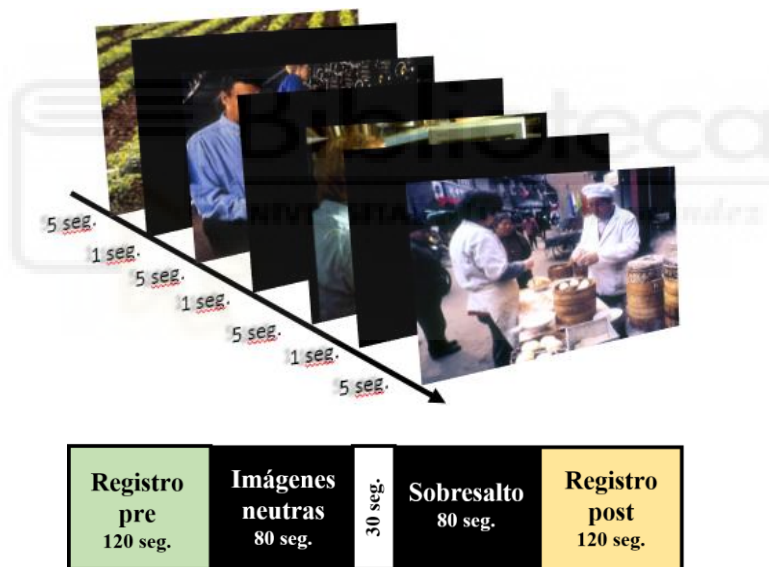 Biblioteca
5 seg.
1 seg.
5 seg.
1 seg.
5 seg.
1 seg.
5 seg.
Registro
pre
120 seg.
Imágenes
neutras
80 seg.
30 seg.
Sobresalto
80 seg.
Registro
post
120 seg.